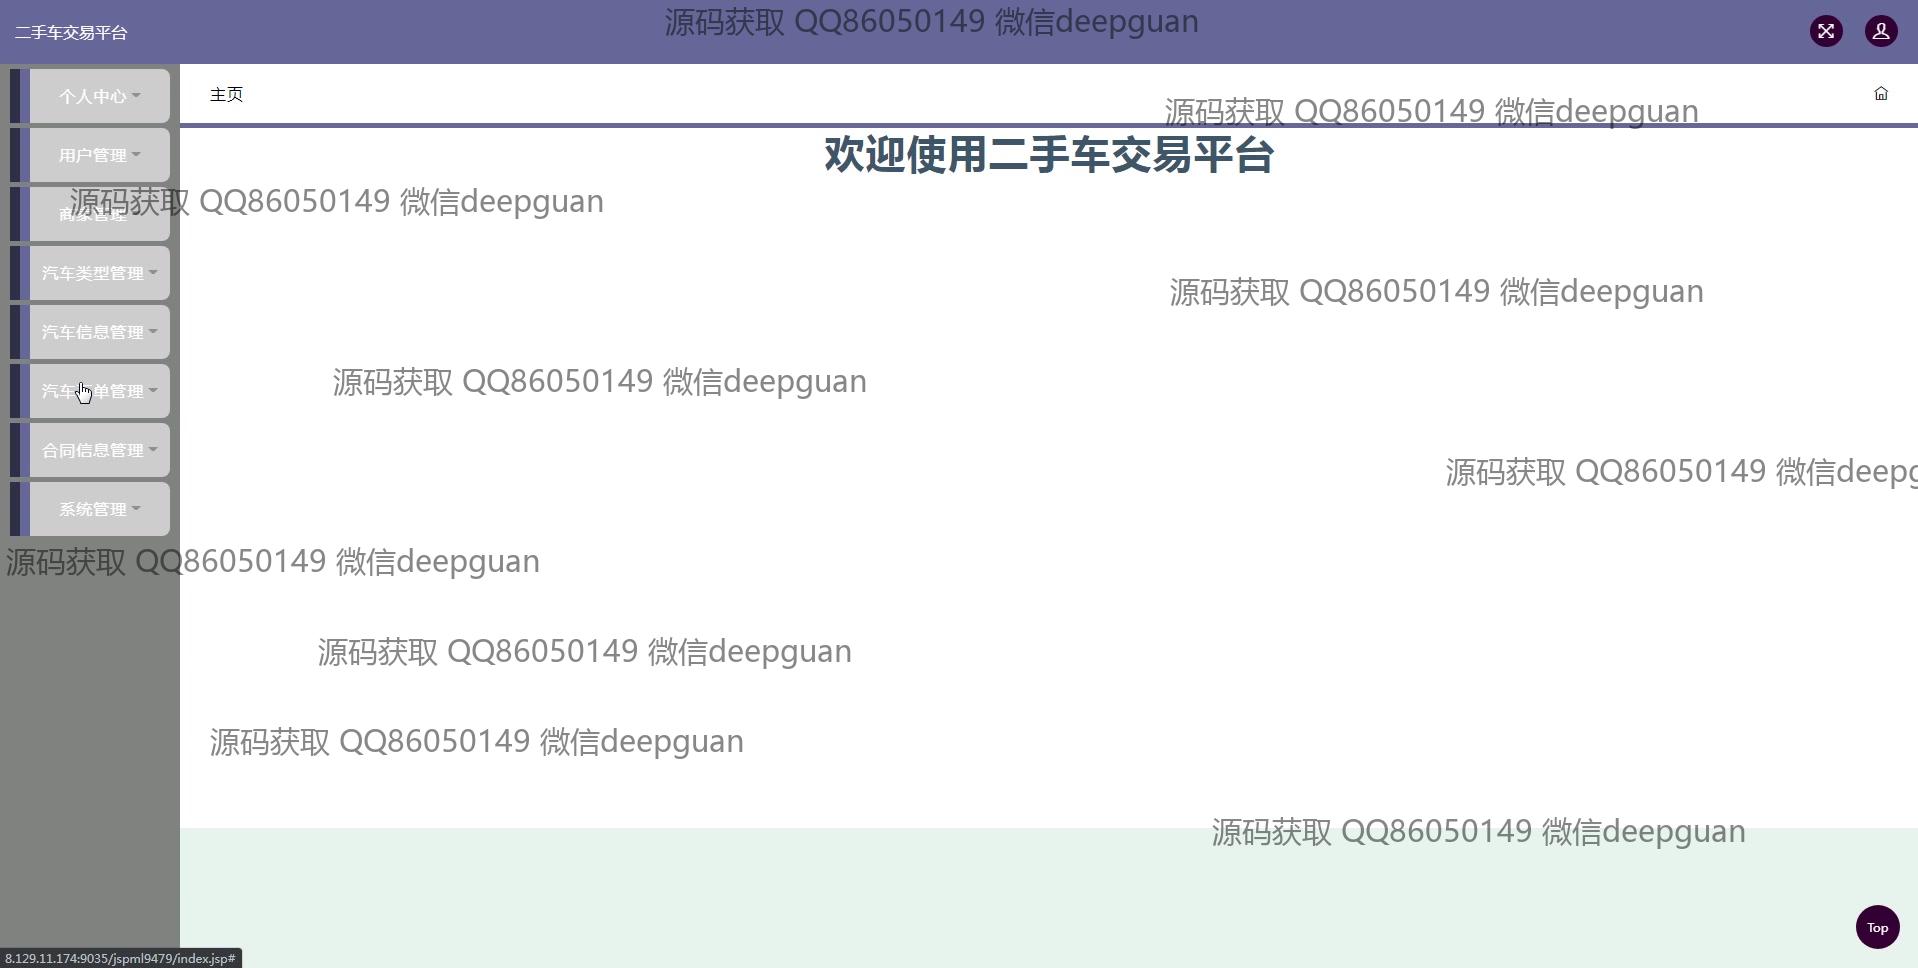 二手车交易平台
源码获取 QQ86050149 微信deepguan
个人中心
主页
源码获取 QQ86050149 微信deepguan
用户管理
欢迎使用二手车交易平台
商家管理
源码获取 QQ86050149 微信deepguan
汽车类型管理
源码获取 QQ86050149 微信deepguan
汽车信息管理
源码获取 QQ86050149 微信deepguan
汽车单管理
合同信息管理
源码获取 QQ86050149 微信deepg
系统管理
源码获取 QQ86050149 微信deepguan
源码获取 QQ86050149 微信deepguan
源码获取 QQ86050149 微信deepguan
源码获取 QQ86050149 微信deepguan
Top
8.129.11.174:9035/jspml9479/index.jsp#